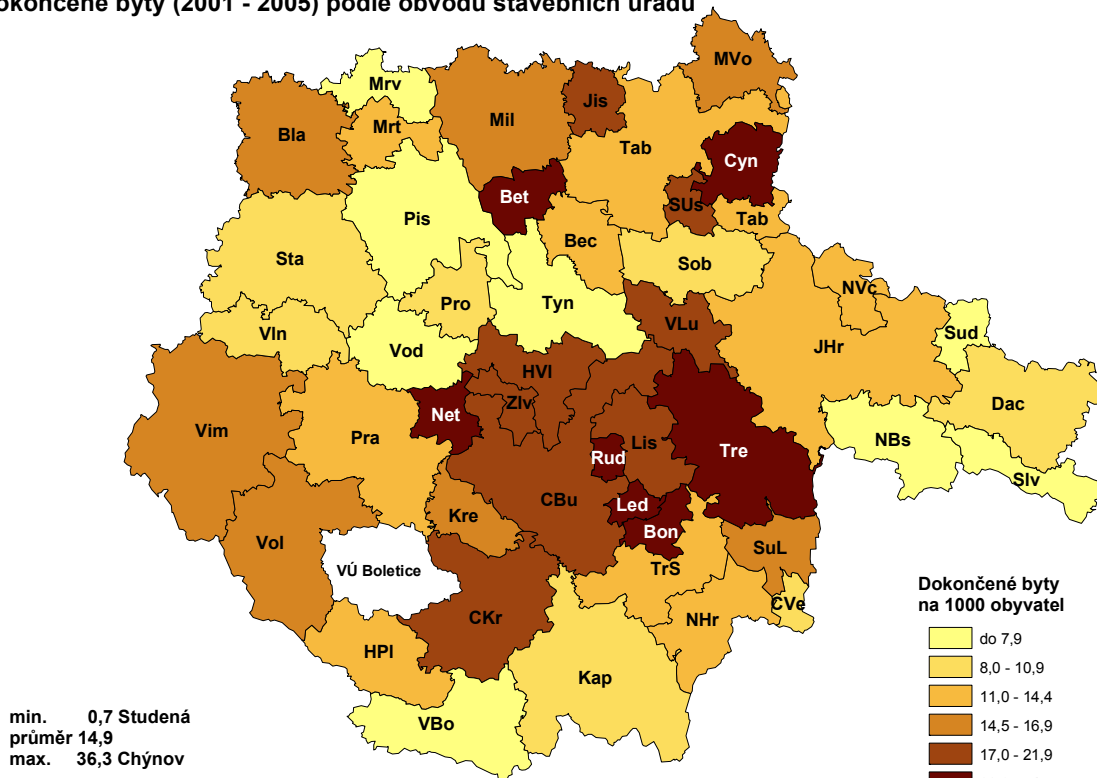 okončené byty (2001 - 2005) podle obvodů stavebních úřadů
MVo
Mrv
Jis
Mil
Bla
Mrt
Tab
Cyn
Bet
SUs
Pis
Tab
Bec
Sta
Sob
NVc
Pro
Tyn
VLu
Vln
Sud
JHr
Vod
HVl
Dac
Zlv
Net
Vim
Pra
Lis
NBs
Tre
Rud
Slv
CBu
Led
Kre
Bon
Vol
SuL
VÚ Boletice
TrS
CVe
CKr
NHr
HPl
Kap
VBo
Dokončené byty
na 1000 obyvatel
do 7,9
8,0 - 10,9
11,0 - 14,4
14,5 - 16,9
17,0 - 21,9
min. 0,7 Studená
průměr 14,9
max. 36,3 Chýnov